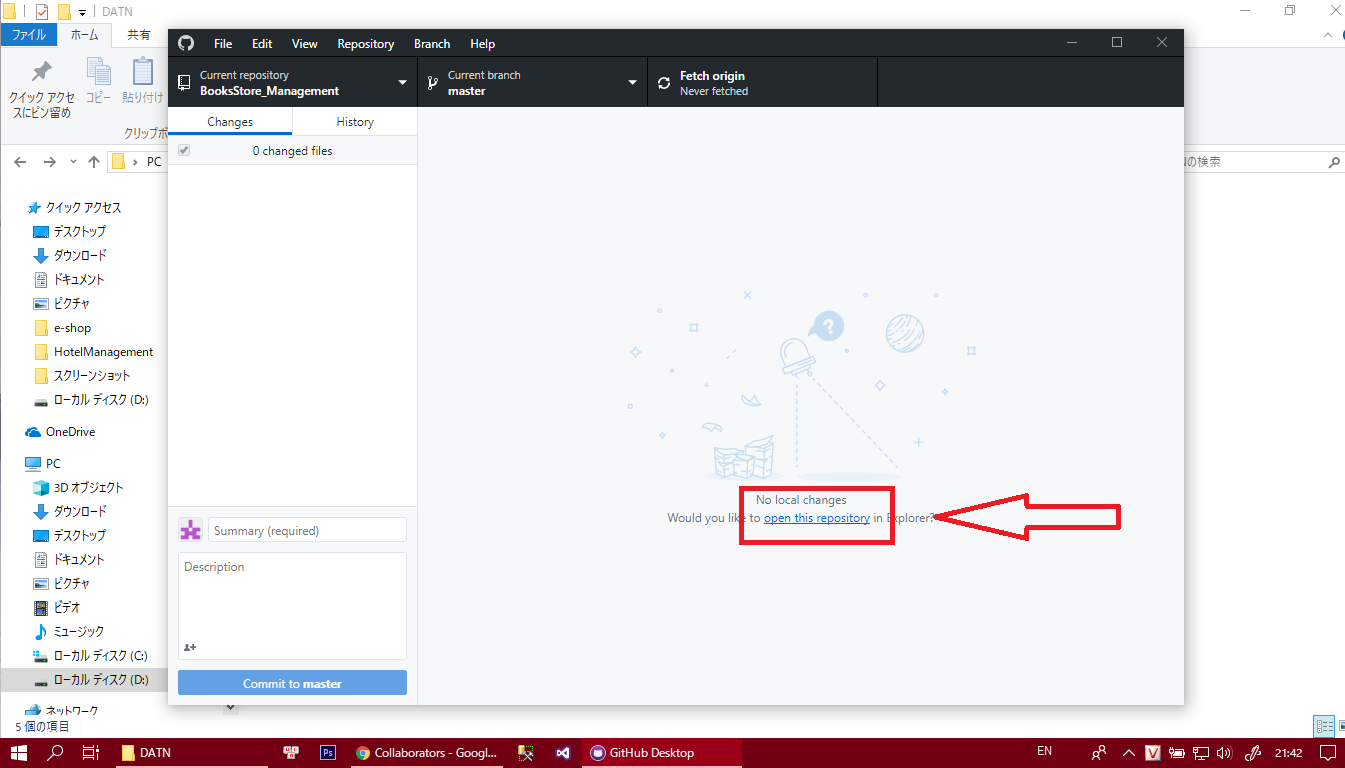 DATN
ファイル
ホーム
共有
クイック アクセスにピン留め
コピー
貼り付け
クリップボ
PC
Nの検索
クイック アクセス
デスクトップ
ダウンロード
ドキュメント
ピクチャ
e-shop
HotelManagement
スクリーンショット
ローカル ディスク (D:)
OneDrive
PC
3D オブジェクト
ダウンロード
デスクトップ
ドキュメント
ピクチャ
ビデオ
ミュージック
ローカル ディスク (C:)
ローカル ディスク (D:)
ネットワーク
5 個の項目
File Edit View Repository Branch Help
Current repository
BooksStore_Management
Current branch
master
Fetch origin
Never fetched
Changes History
0 changed files
?
No local changes
Would you like to open this repository in Explorer?
Summary (required)
Description
Commit to master
DATN
Ps
Collaborators - Googl...
GitHub Desktop
EN
V
21:42